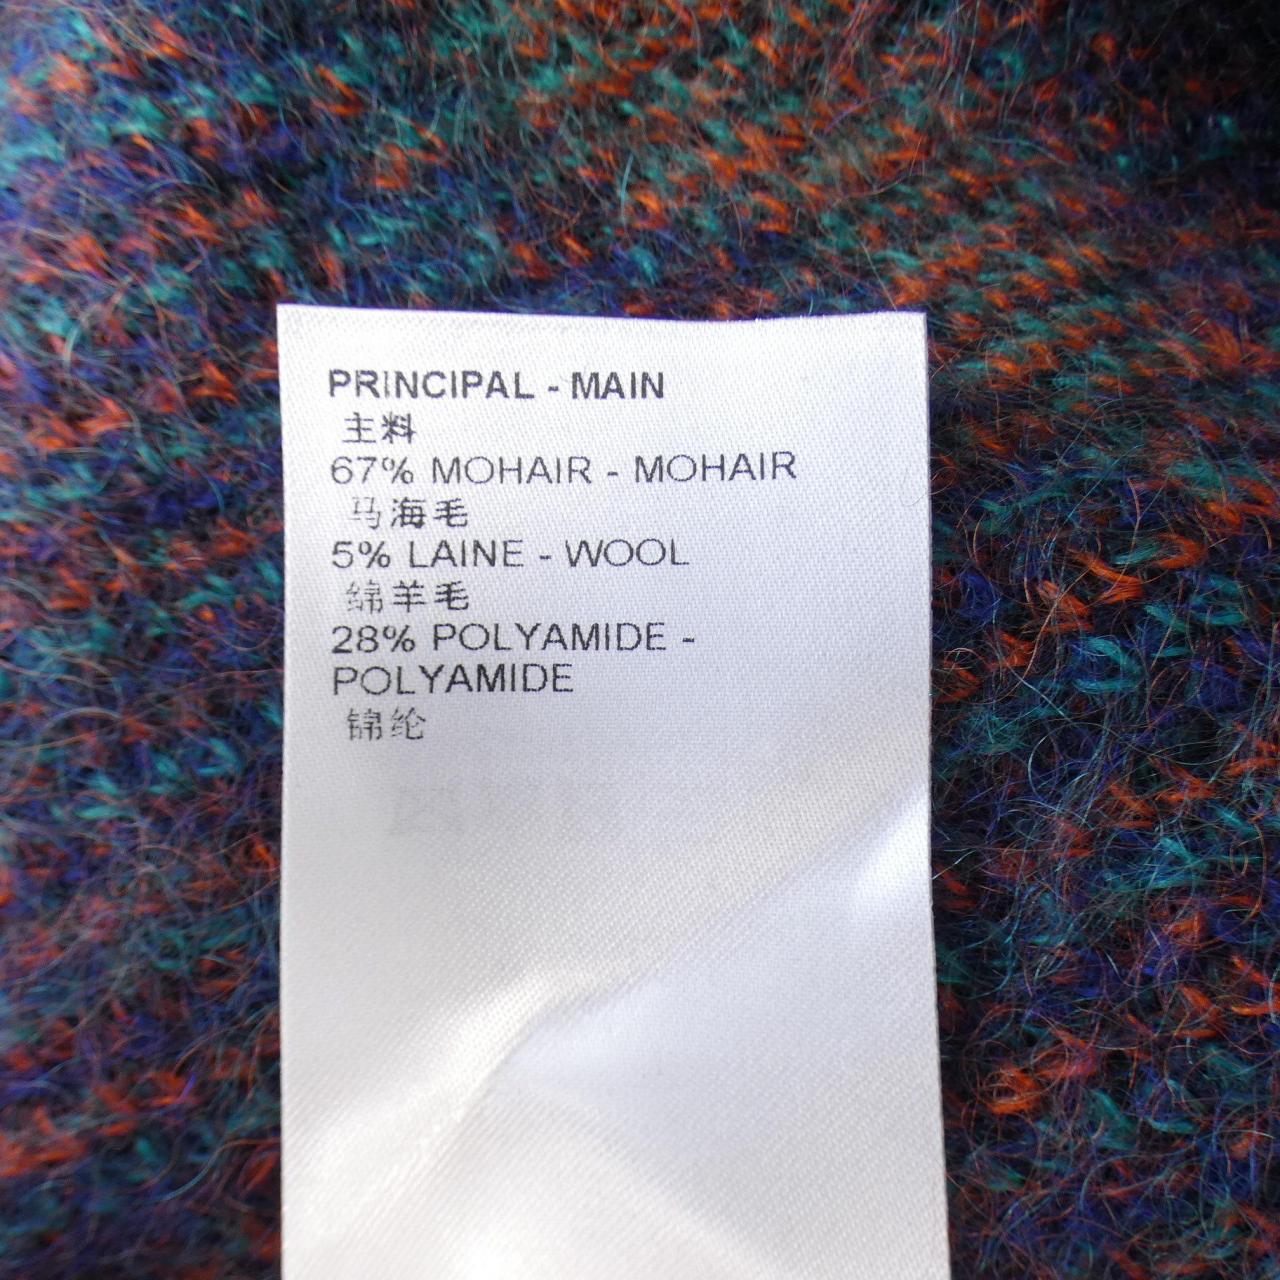 PRINCIPAL - MAIN
主料
67% MOHAIR - MOHAIR
马海毛
5% LAINE - WOOL
绵羊毛
28% POLYAMIDE -
POLYAMIDE
锦纶